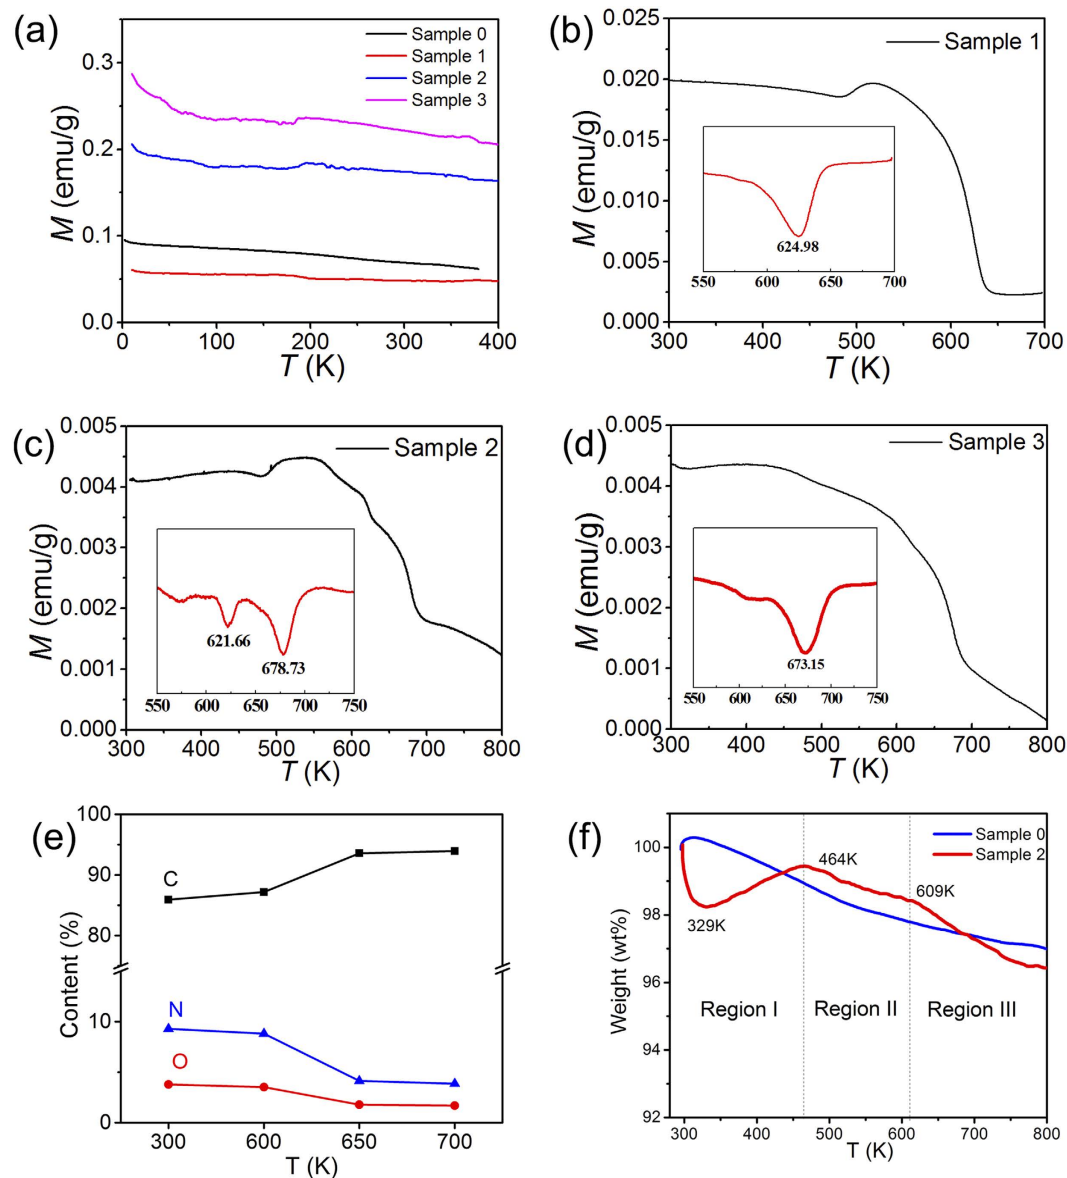 (a)
Sample 0
Sample 1
Sample 2
Sample 3
0.3
0.2
0.1
0.0
M (emu/g)
0 100 200 300 400
T (K)
(b)
Sample 1
0.025
0.020
0.015
0.010
0.005
0.000
M (emu/g)
624.98
550 600 650 700
300 400 500 600 700
T (K)
(c)
Sample 2
0.005
0.004
0.003
0.002
0.001
0.000
M (emu/g)
621.66
678.73
550 600 650 700 750
300 400 500 600 700 800
T (K)
(d)
Sample 3
0.005
0.004
0.003
0.002
0.001
0.000
M (emu/g)
673.15
550 600 650 700 750
300 400 500 600 700 800
T (K)
(e)
100
95
90
85
10
0
Content (%)
C
N
O
300 600 650 700
T (K)
(f)
Sample 0
Sample 2
100
98
96
94
92
Weight (wt%)
329K
464K
609K
Region I Region II Region III
300 400 500 600 700 800
T (K)